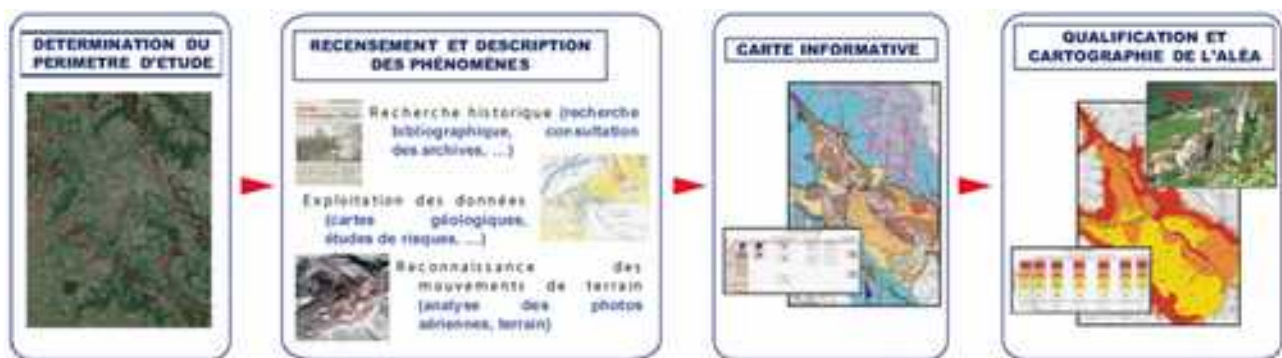 DETERMINATION DU
PERIMETRE D'ETUDE
RECENSEMENT ET DESCRIPTION
DES PHÉNOMÈNES
Recherche historique (recherche
bibliographique, consultation
des archives, ...)
Exploitation des données
(cartes géologiques,
études de risques, ...)
Reconnaissance des
mouvements de terrain
(analyse des photos
aériennes, terrain)
CARTE INFORMATIVE
QUALIFICATION ET
CARTOGRAPHIE DE L'ALÉA